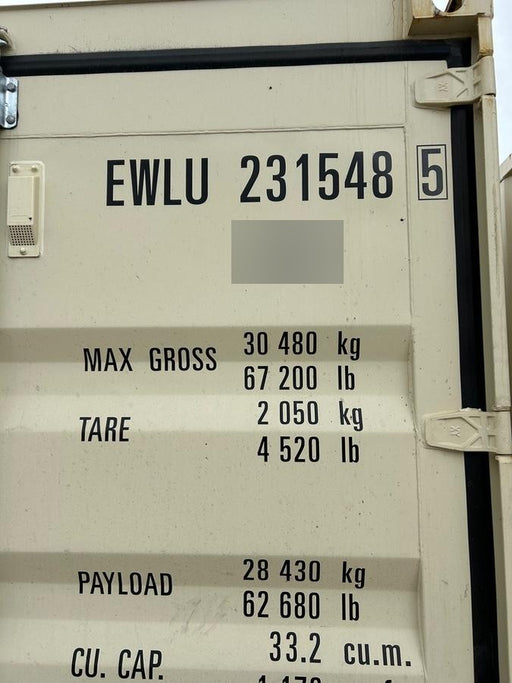 EWLU 231548 5
MAX GROSS 30 480 kg
67 200 lb
TARE 2 050 kg
4 520 lb
PAYLOAD 28 430 kg
62 680 lb
CU. CAP. 33.2 cu.m.